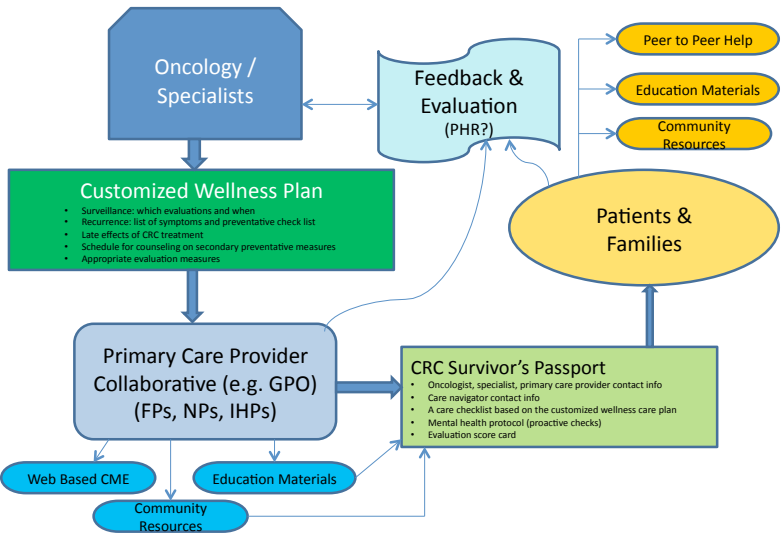 Oncology /
Specialists
Feedback &
Evaluation
(PHR?)
Peer to Peer Help
Education Materials
Community
Resources
Customized Wellness Plan
• Surveillance: which evaluations and when
• Recurrence: list of symptoms and preventative check list
• Late effects of CRC treatment
• Schedule for counseling on secondary preventative measures
• Appropriate evaluation measures
Patients &
Families
Primary Care Provider
Collaborative (e.g. GPO)
(FPs, NPs, IHPs)
CRC Survivor's Passport
• Oncologist, specialist, primary care provider contact info
• Care navigator contact info
• A care checklist based on the customized wellness care plan
• Mental health protocol (proactive checks)
• Evaluation score card
Web Based CME
Education Materials
Community
Resources